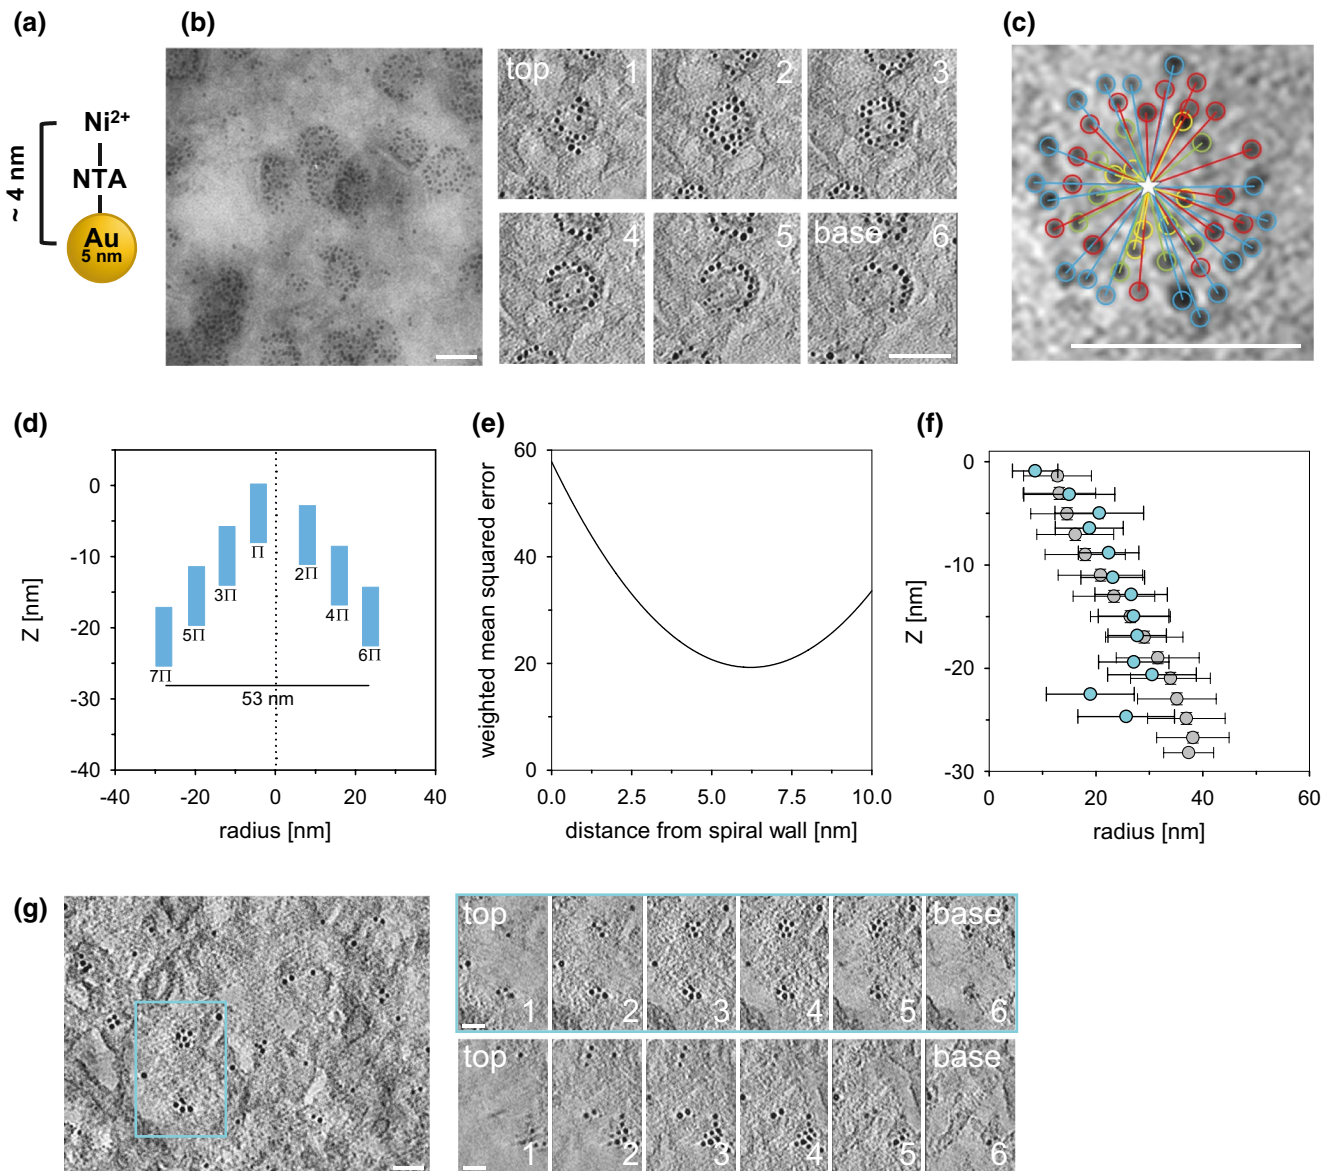 (a)
~ 4 nm
Ni2+
NTA
Au
5 nm
(b)
top 1
2
3
4
5
base 6
(c)
(d)
Z [nm]
0
-10
-20
-30
-40
Π
2Π
3Π
4Π
5Π
6Π
7Π
53 nm
-40 -20 0 20 40
radius [nm]
(e)
weighted mean squared error
60
40
20
0
0.0 2.5 5.0 7.5 10.0
distance from spiral wall [nm]
(f)
Z [nm]
0
-10
-20
-30
0 20 40 60
radius [nm]
(g)
top 1
2
3
4
5
base 6
top 1
2
3
4
5
base 6